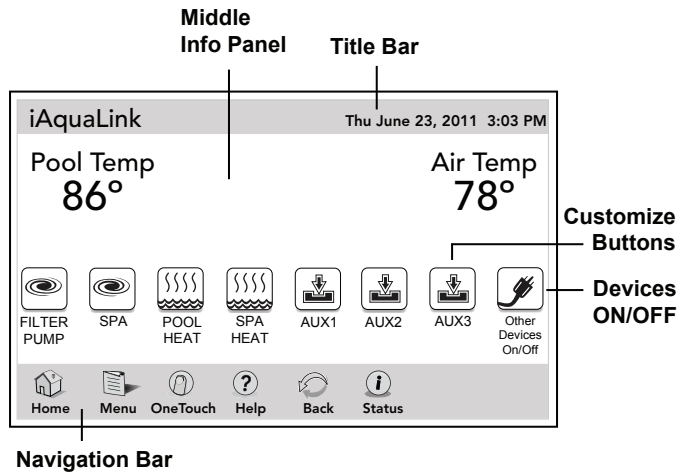 Middle
Info Panel
Title Bar
iAquaLink
Thu June 23, 2011 3:03 PM
Pool Temp
86°
Air Temp
78°
Customize
Buttons
Devices
ON/OFF
FILTER
PUMP
SPA
POOL
HEAT
SPA
HEAT
AUX1
AUX2
AUX3
Other
Devices
On/Off
Home
Menu
OneTouch
?
Help
Back
i
Status
Navigation Bar